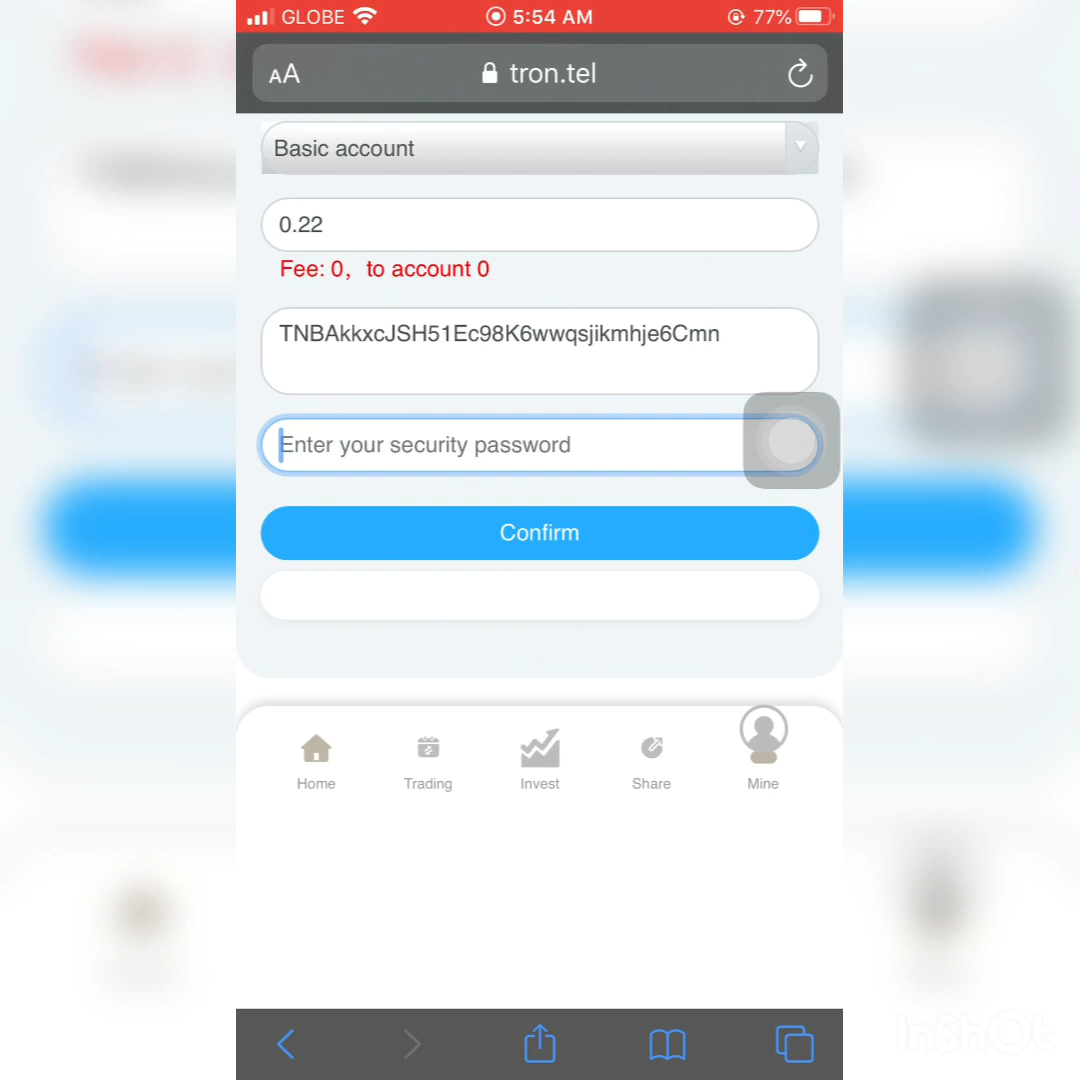 GLOBE 5:54 AM 77%
AA tron.tel
Basic account
0.22
Fee: 0, to account 0
TNBAkkxcJSH51Ec98K6wwqsjikmhje6Cmn
Enter your security password
Confirm
Home Trading Invest Share Mine
InShOt